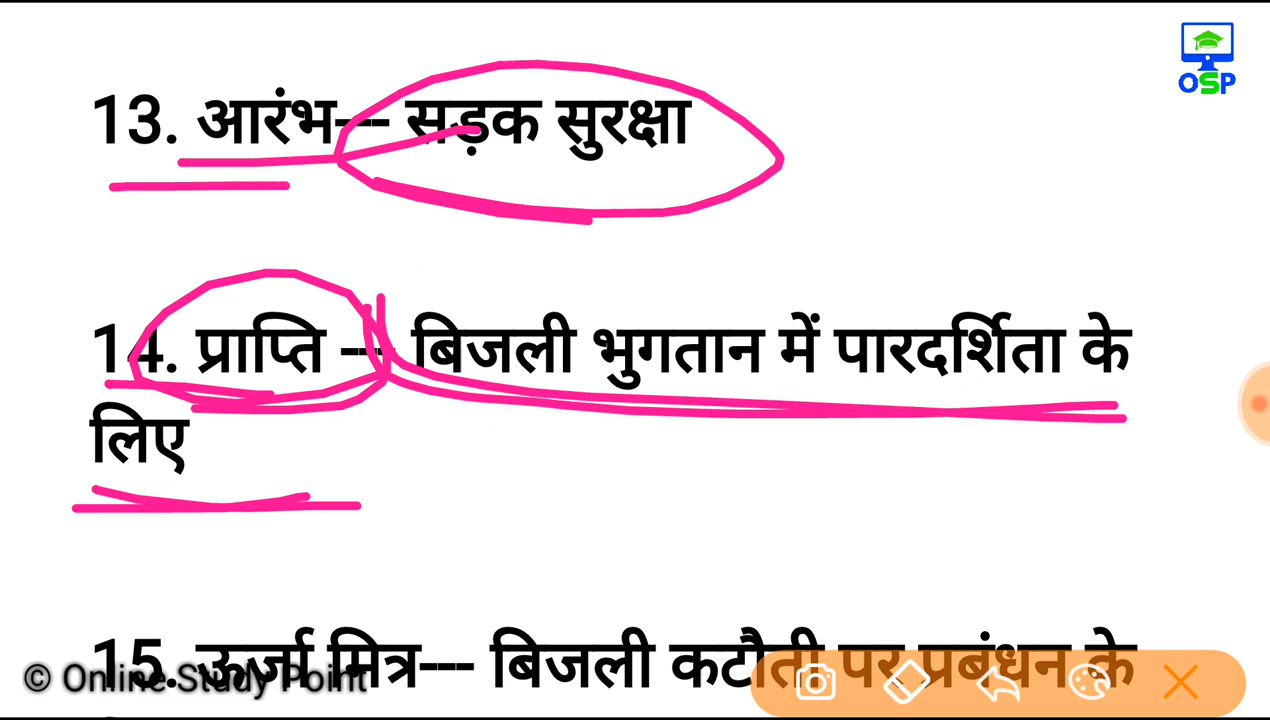 OSP
13. आरंभ--- सड़क सुरक्षा
14. प्राप्ति --- बिजली भुगतान में पारदर्शिता के
लिए
15. ऊर्जा मित्र--- बिजली कटौती पर प्रबंधन के
© Online Study Point